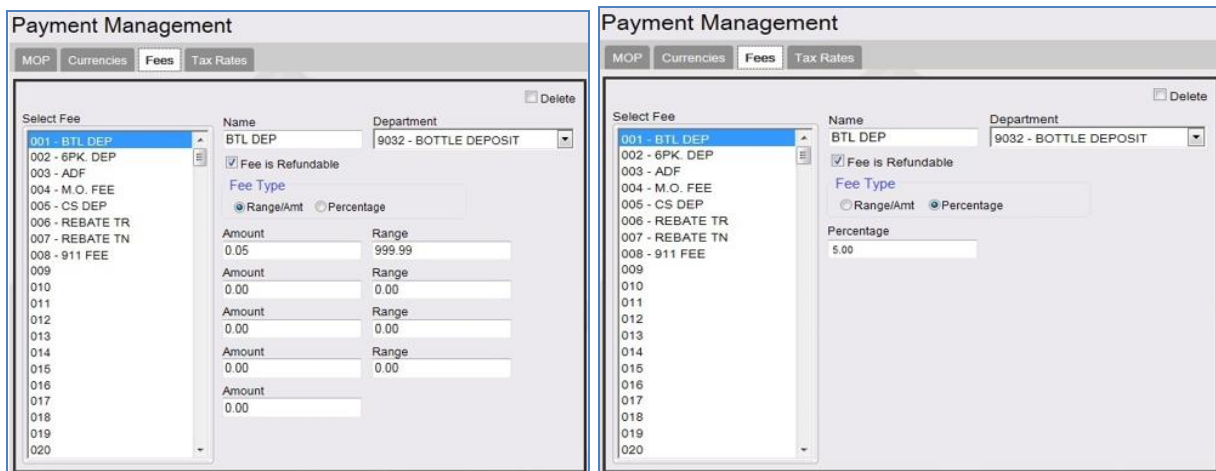 Payment Management
MOP Currencies Fees Tax Rates
Delete
Select Fee
001 - BTL DEP
002 - 6PK. DEP
003 - ADF
004 - M.O. FEE
005 - CS DEP
006 - REBATE TR
007 - REBATE TN
008 - 911 FEE
009
010
011
012
013
014
015
016
017
018
019
020
Name Department
BTL DEP 9032 - BOTTLE DEPOSIT
Fee is Refundable
Fee Type
Range/Amt Percentage
Amount Range
0.05 999.99
Amount Range
0.00 0.00
Amount Range
0.00 0.00
Amount Range
0.00 0.00
Amount
0.00
Payment Management
MOP Currencies Fees Tax Rates
Delete
Select Fee
001 - BTL DEP
002 - 6PK. DEP
003 - ADF
004 - M.O. FEE
005 - CS DEP
006 - REBATE TR
007 - REBATE TN
008 - 911 FEE
009
010
011
012
013
014
015
016
017
018
019
020
Name Department
BTL DEP 9032 - BOTTLE DEPOSIT
Fee is Refundable
Fee Type
Range/Amt Percentage
Percentage
5.00